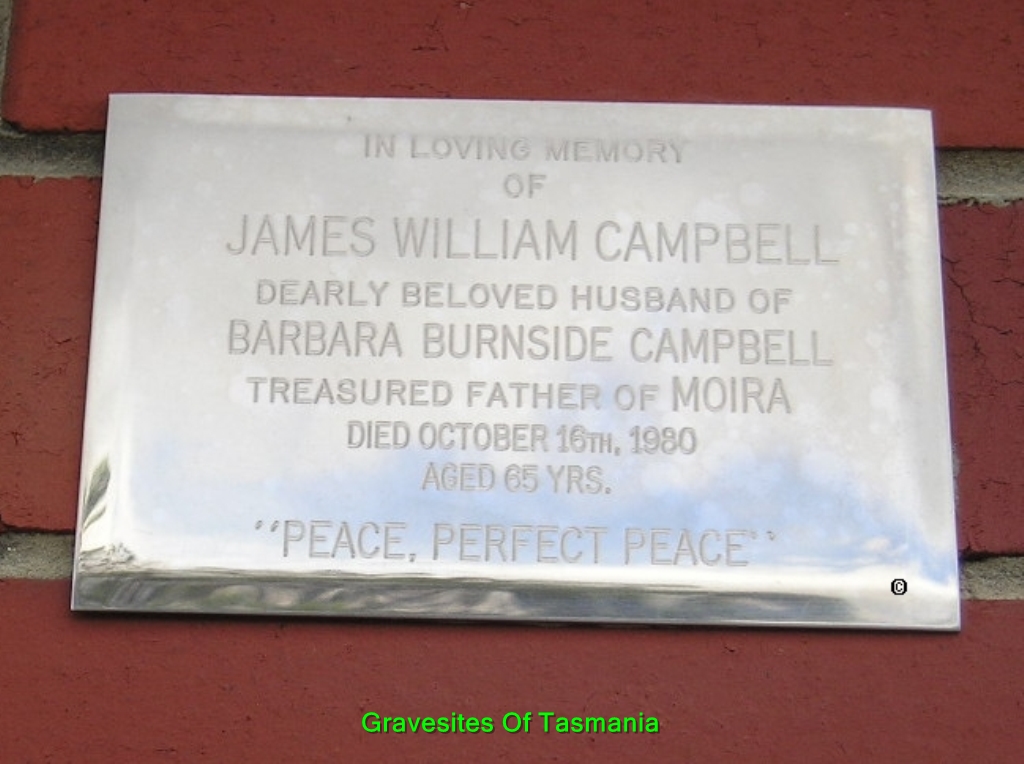 IN LOVING MEMORY
OF
JAMES WILLIAM CAMPBELL
DEARLY BELOVED HUSBAND OF
BARBARA BURNSIDE CAMPBELL
TREASURED FATHER OF MOIRA
DIED OCTOBER 16TH, 1980
AGED 65 YRS.
"PEACE, PERFECT PEACE"
©
Gravesites Of Tasmania